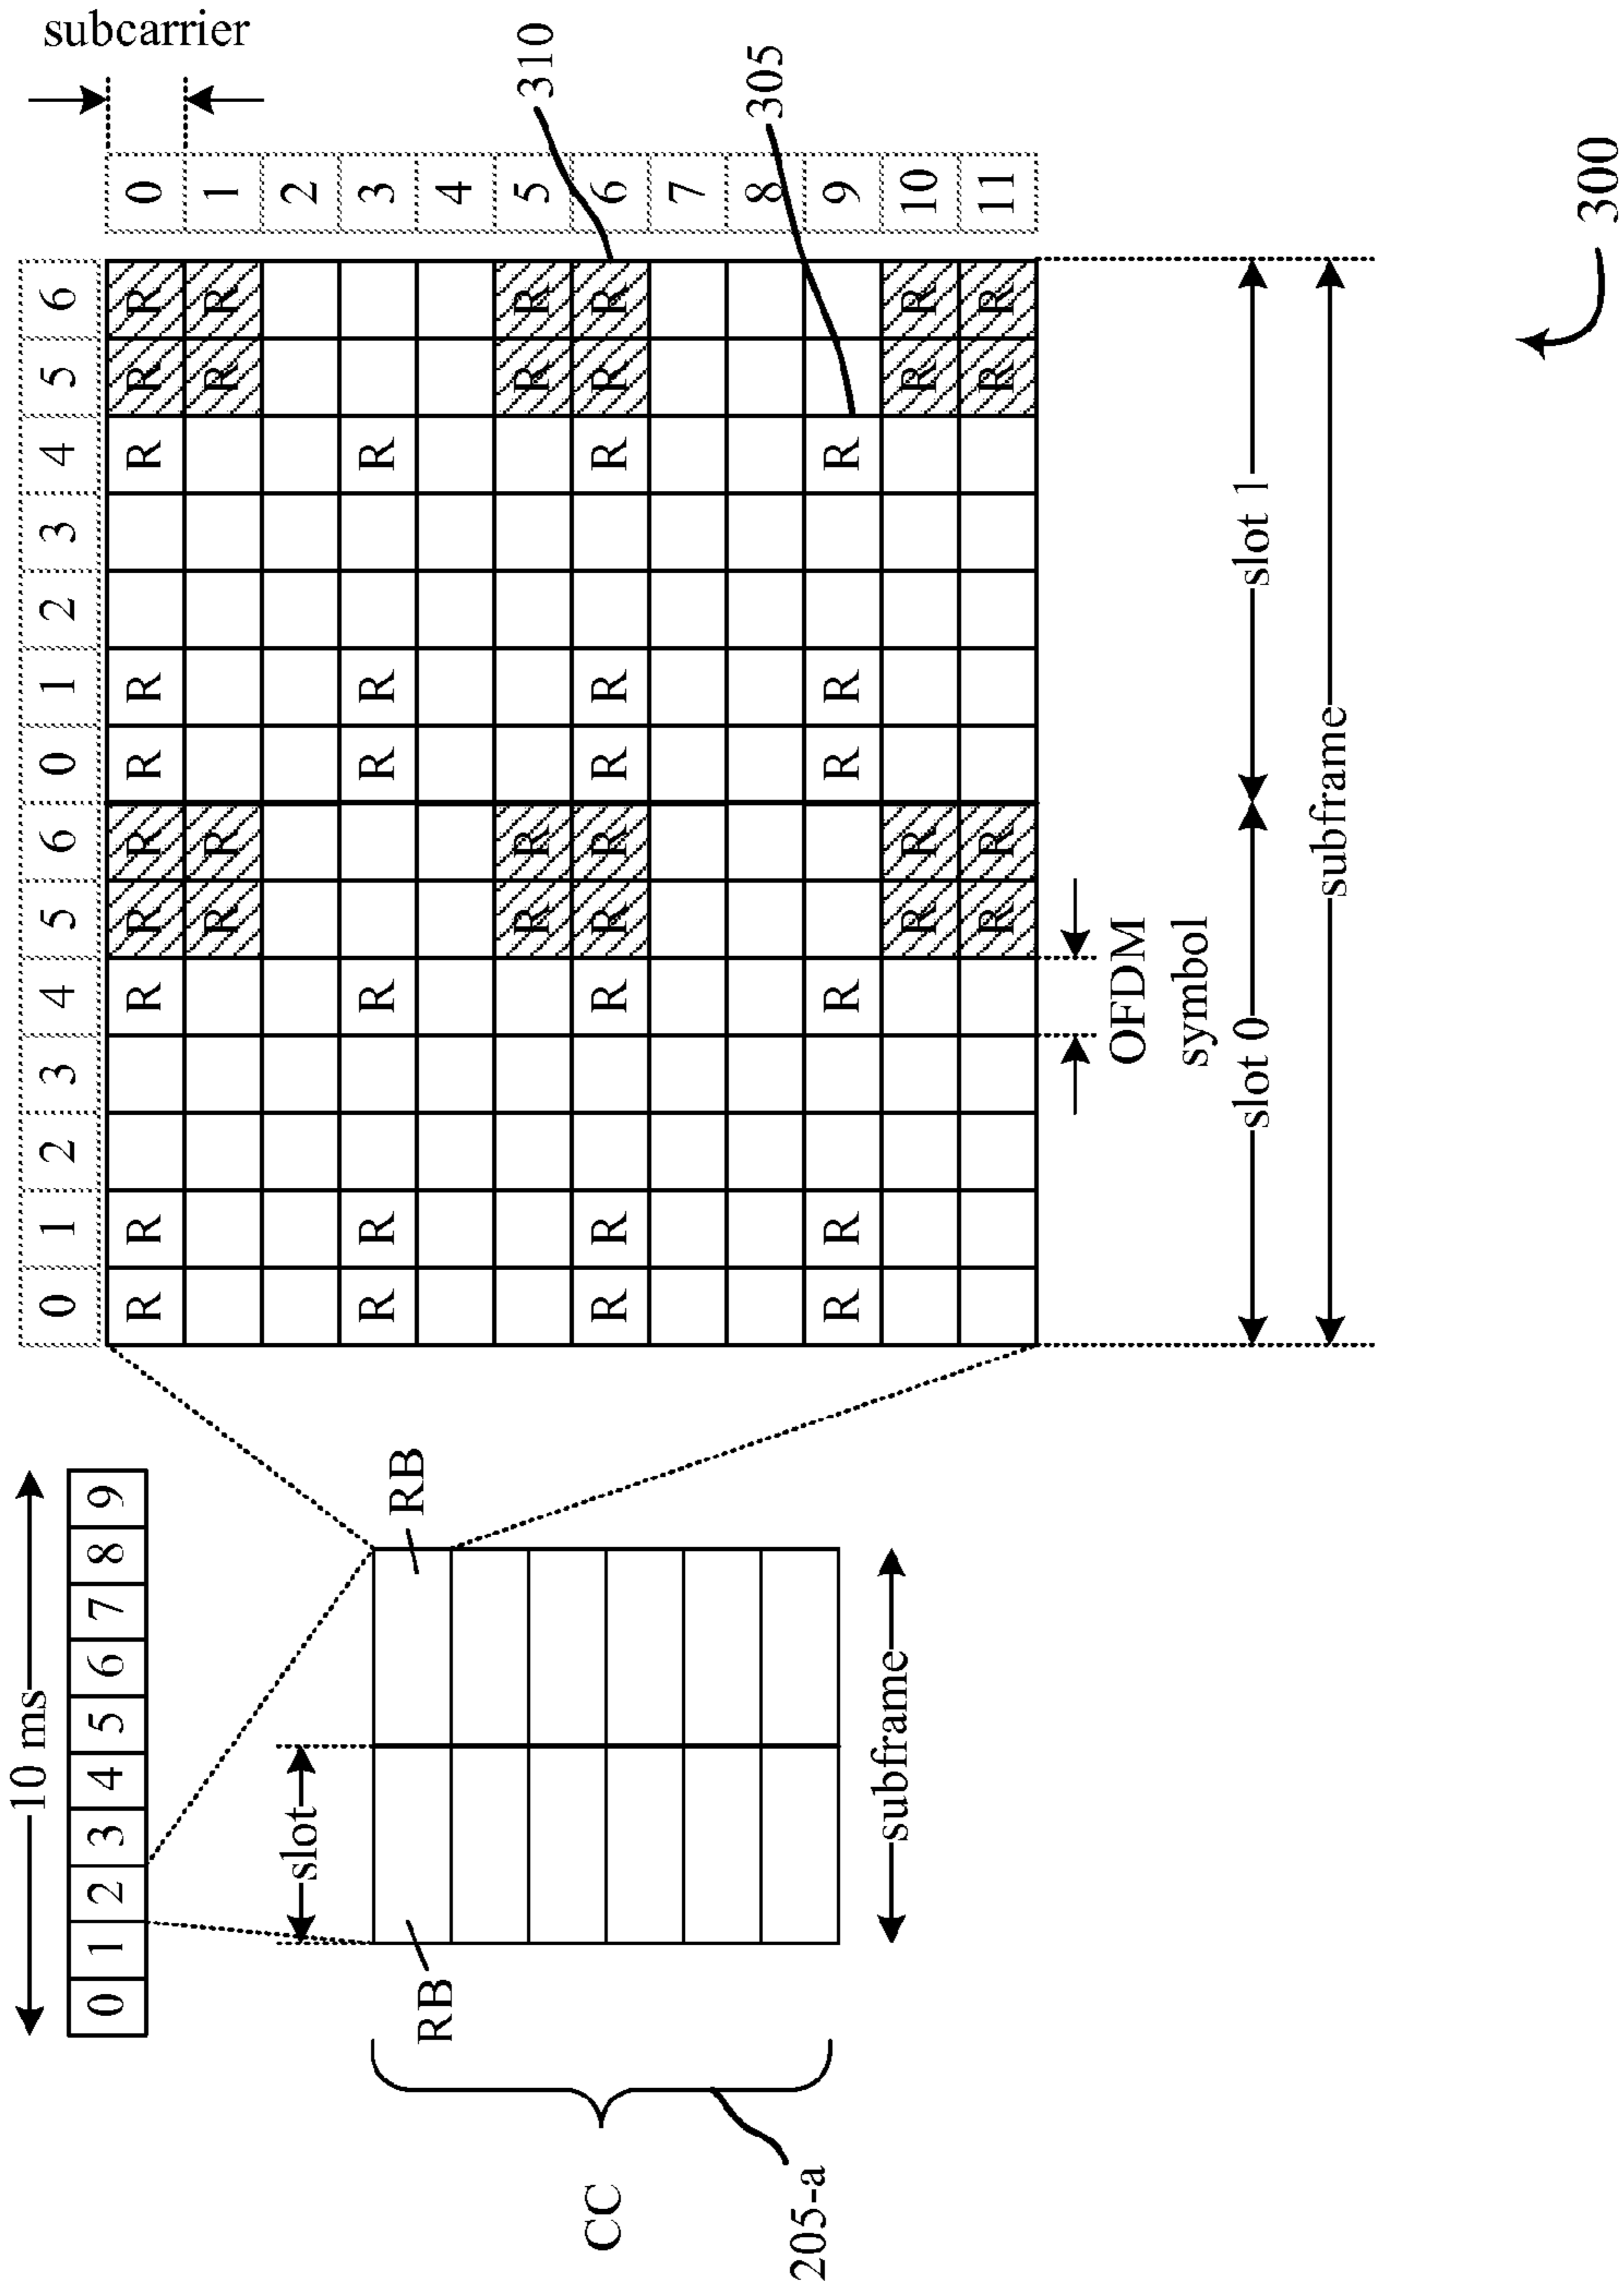 10 ms
0 1 2 3 4 5 6 7 8 9
slot
RB
RB
subframe
CC
205-a
subcarrier
0 1 2 3 4 5 6 0 1 2 3 4 5 6
R R R R R R R R R R 0
R R R R 1
2
R R R R R R 3
4
R R R R 5
R R R R R R R R R R 6
7
8
R R R R R R 9
R R R R 10
R R R R 11
310
305
OFDM
symbol
slot 0
slot 1
subframe
300